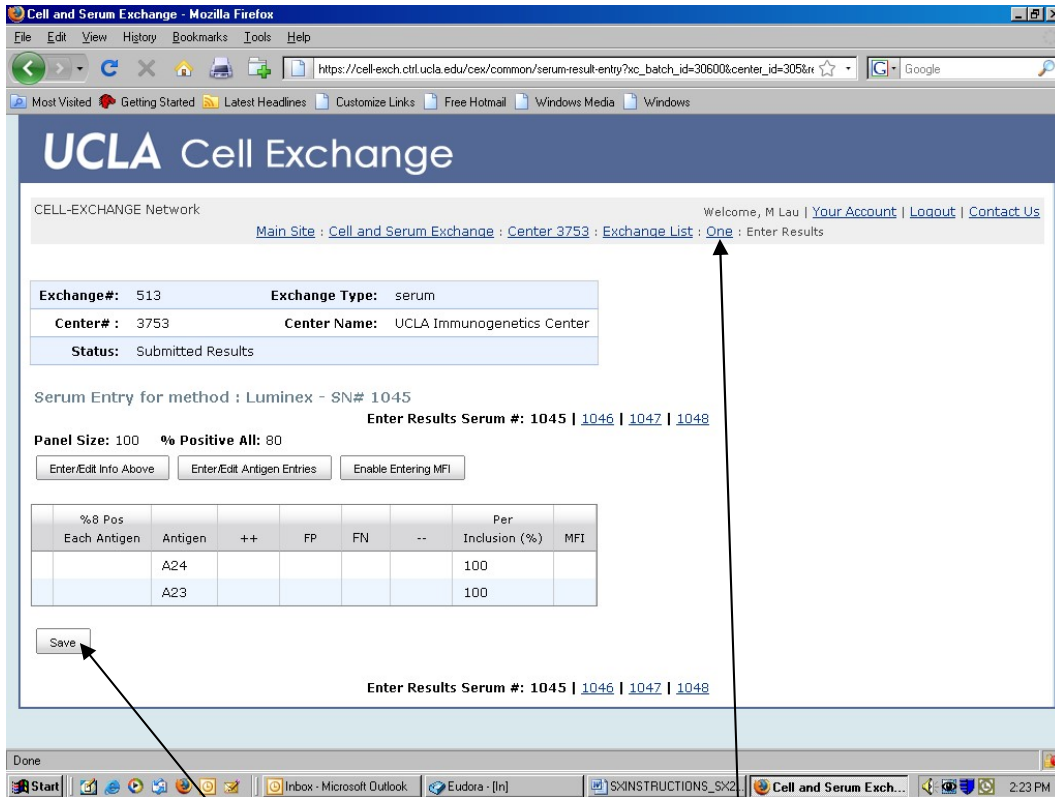 Cell and Serum Exchange - Mozilla Firefox
File Edit View History Bookmarks Tools Help
https://cell-exch.ctrl.ucla.edu/cex/common/serum-result-entry?xc_batch_id=30600&center_id=305&re
Google
Most Visited Getting Started Latest Headlines Customize Links Free Hotmail Windows Media Windows
UCLA Cell Exchange
CELL-EXCHANGE Network
Welcome, M Lau | Your Account | Logout | Contact Us
Main Site : Cell and Serum Exchange : Center 3753 : Exchange List : One : Enter Results
Exchange#: 513 Exchange Type: serum
Center# : 3753 Center Name: UCLA Immunogenetics Center
Status: Submitted Results
Serum Entry for method : Luminex - SN# 1045
Enter Results Serum #: 1045 | 1046 | 1047 | 1048
Panel Size: 100 % Positive All: 80
Enter/Edit Info Above Enter/Edit Antigen Entries Enable Entering MFI
%8 Pos Per
Each Antigen Antigen ++ FP FN -- Inclusion (%) MFI
A24 100
A23 100
Save
Enter Results Serum #: 1045 | 1046 | 1047 | 1048
Done
Start Inbox - Microsoft Outlook Eudora - [In] SXINSTRUCTIONS_SX2... Cell and Serum Exch... 2:23 PM